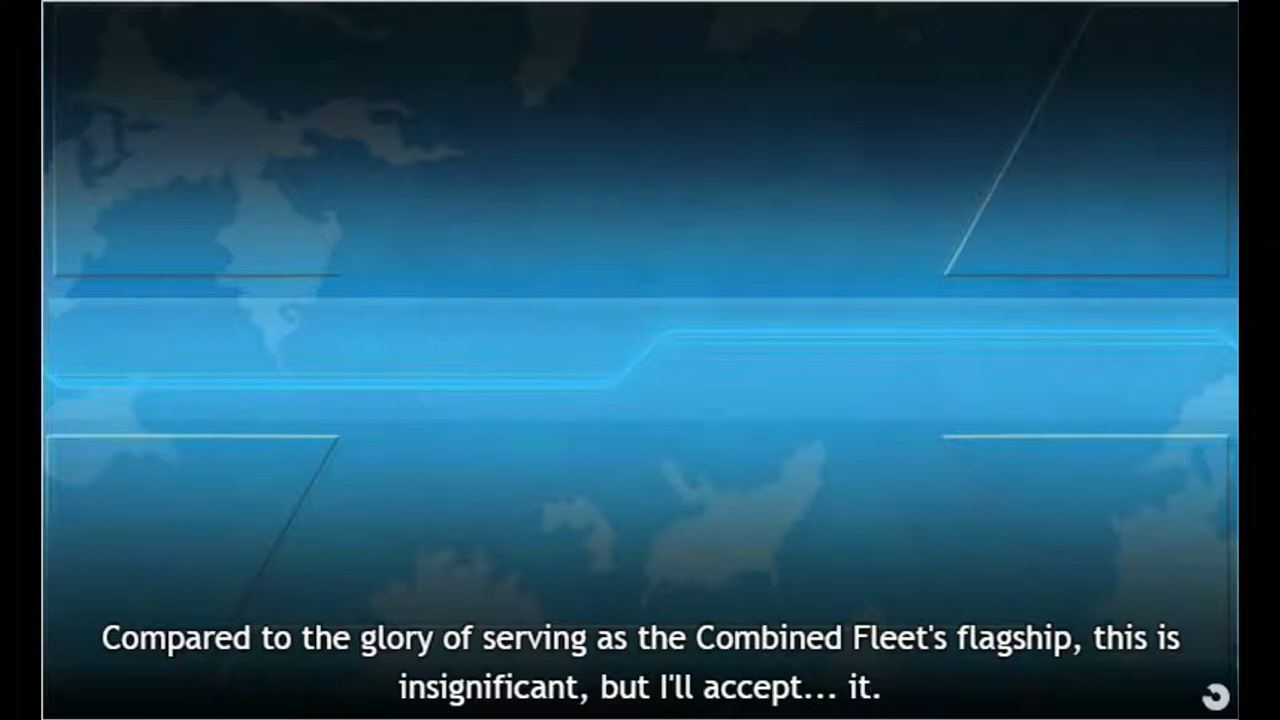 Compared to the glory of serving as the Combined Fleet's flagship, this is
insignificant, but I'll accept... it.